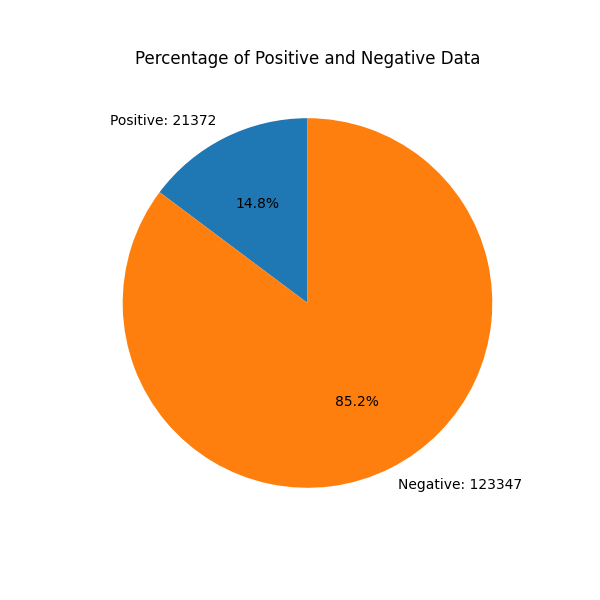 Percentage of Positive and Negative Data
Positive: 21372
14.8%
85.2%
Negative: 123347